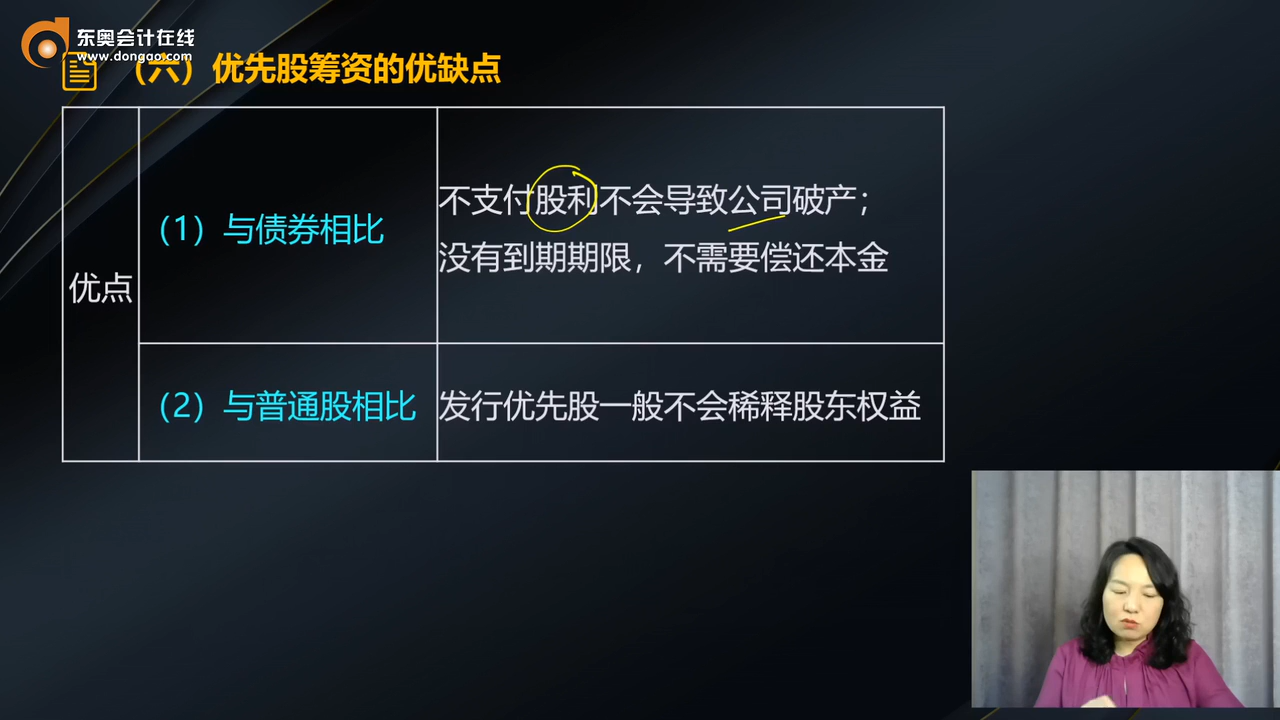 东奥会计在线
www.dongao.com
（六）优先股筹资的优缺点
优点
（1）与债券相比
不支付股利不会导致公司破产；
没有到期期限，不需要偿还本金
（2）与普通股相比
发行优先股一般不会稀释股东权益